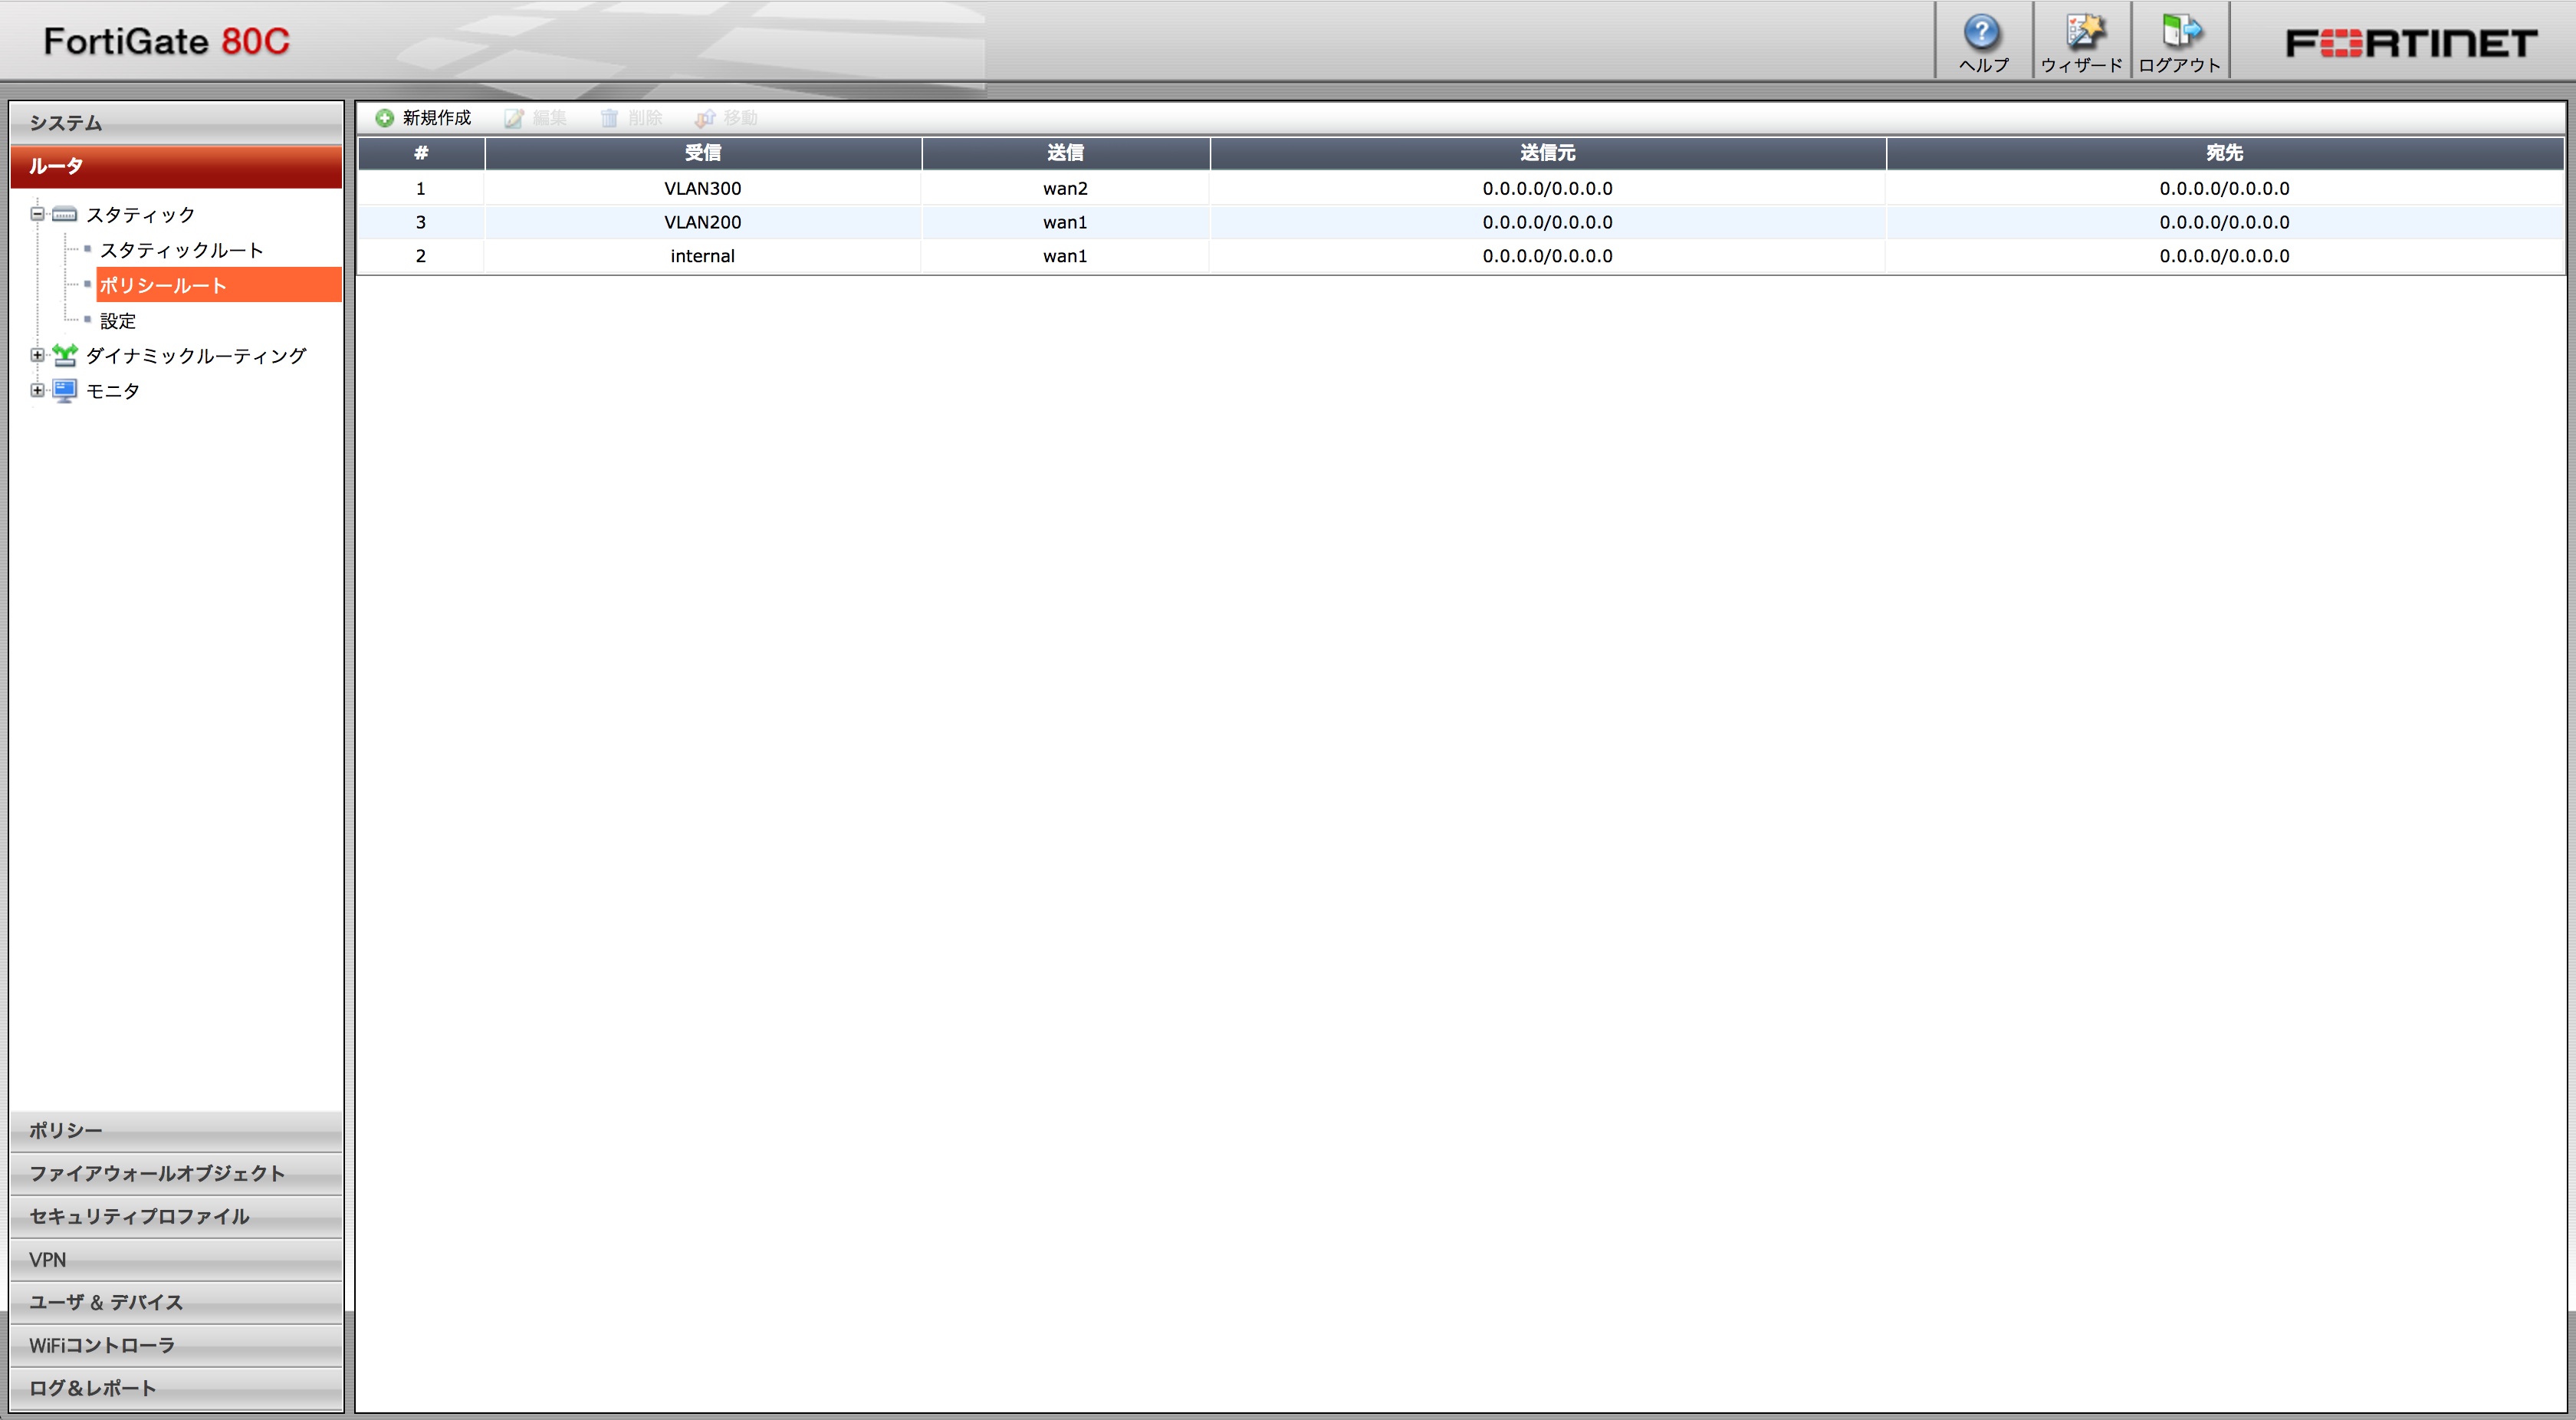 FortiGate 80C
ヘルプ
ウィザード
ログアウト
FORTINET
システム
ルータ
スタティック
スタティックルート
ポリシールート
設定
ダイナミックルーティング
モニタ
ポリシー
ファイアウォールオブジェクト
セキュリティプロファイル
VPN
ユーザ & デバイス
WiFiコントローラ
ログ&レポート
新規作成 編集 削除 移動
# 受信 送信 送信元 宛先
1 VLAN300 wan2 0.0.0.0/0.0.0.0 0.0.0.0/0.0.0.0
3 VLAN200 wan1 0.0.0.0/0.0.0.0 0.0.0.0/0.0.0.0
2 internal wan1 0.0.0.0/0.0.0.0 0.0.0.0/0.0.0.0